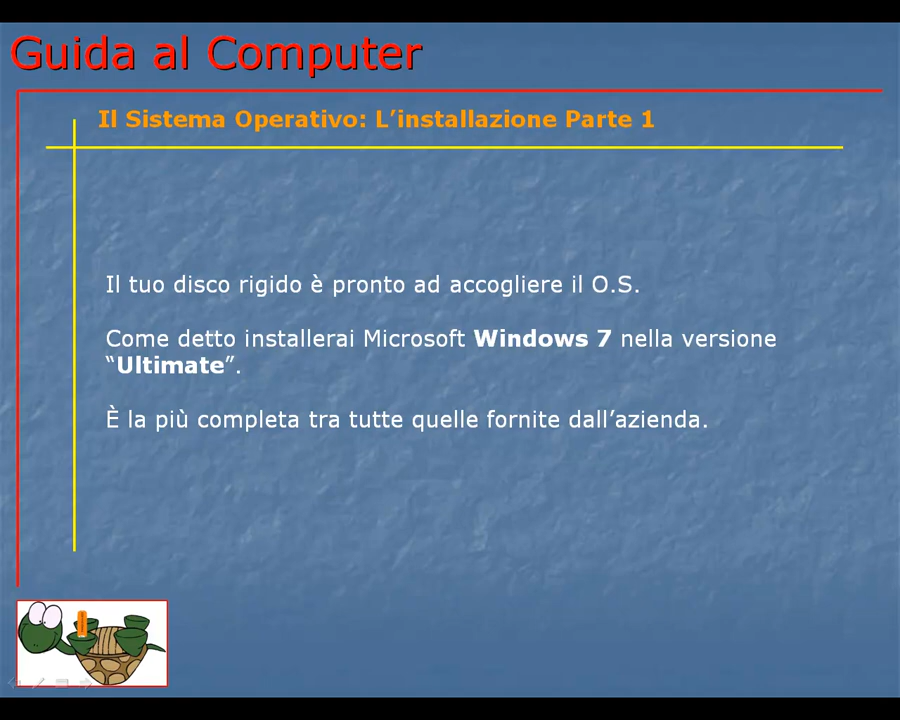 Guida al Computer
Il Sistema Operativo: L’installazione Parte 1
Il tuo disco rigido è pronto ad accogliere il O.S.
Come detto installerai Microsoft Windows 7 nella versione
“Ultimate”.
È la più completa tra tutte quelle fornite dall’azienda.